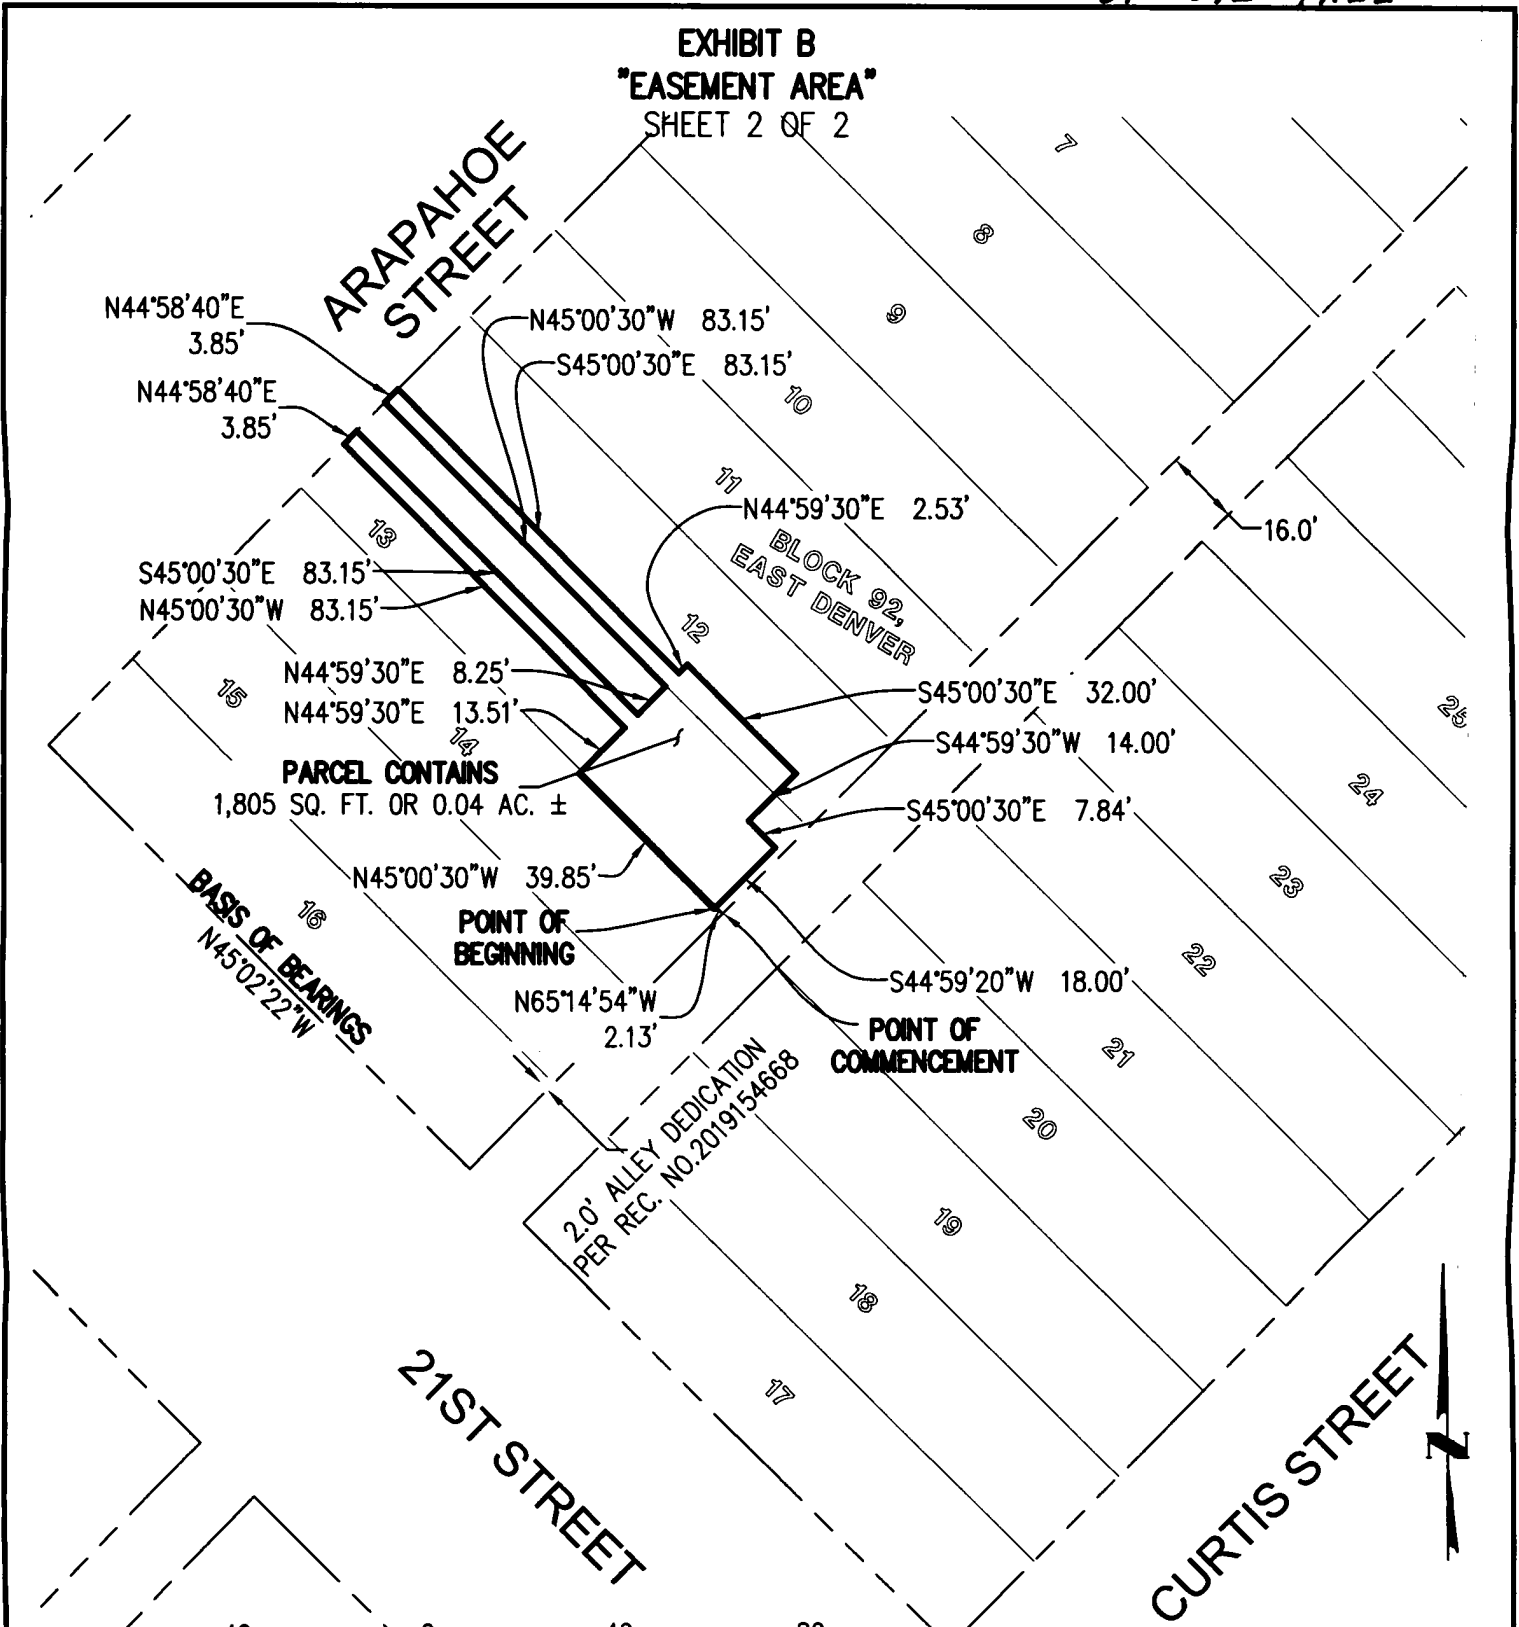 EXHIBIT B
"EASEMENT AREA"
SHEET 2 OF 2
ARAPAHOE
STREET
7
8
9
10
11
12
13
14
15
16
N44°58'40"E
3.85'
N44°58'40"E
3.85'
N45°00'30"W 83.15'
S45°00'30"E 83.15'
N44°59'30"E 2.53'
BLOCK 92,
EAST DENVER
16.0'
S45°00'30"E 83.15'
N45°00'30"W 83.15'
N44°59'30"E 8.25'
N44°59'30"E 13.51'
PARCEL CONTAINS
1,805 SQ. FT. OR 0.04 AC. ±
S45°00'30"E 32.00'
S44°59'30"W 14.00'
S45°00'30"E 7.84'
N45°00'30"W 39.85'
POINT OF
BEGINNING
N65°14'54"W
2.13'
S44°59'20"W 18.00'
POINT OF
COMMENCEMENT
BASIS OF BEARINGS
N45°02'22"W
2.0' ALLEY DEDICATION
PER REC. NO.2019154668
25
24
23
22
21
20
19
18
17
21ST STREET
CURTIS STREET
N